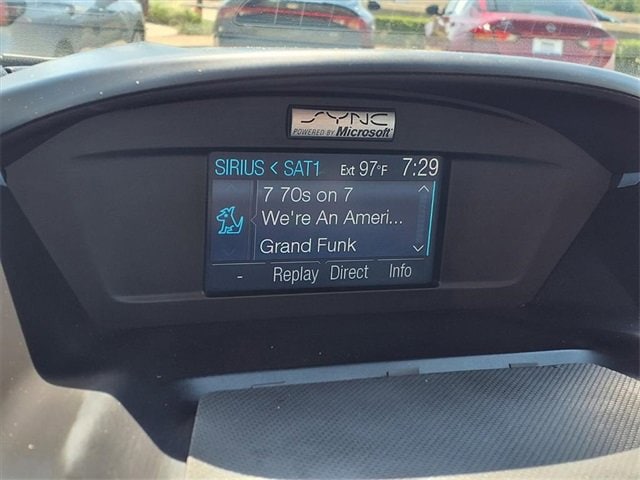 SYNC
POWERED BY Microsoft
SIRIUS < SAT1 Ext 97°F 7:29
7 70s on 7
We're An Ameri...
Grand Funk
- Replay Direct Info